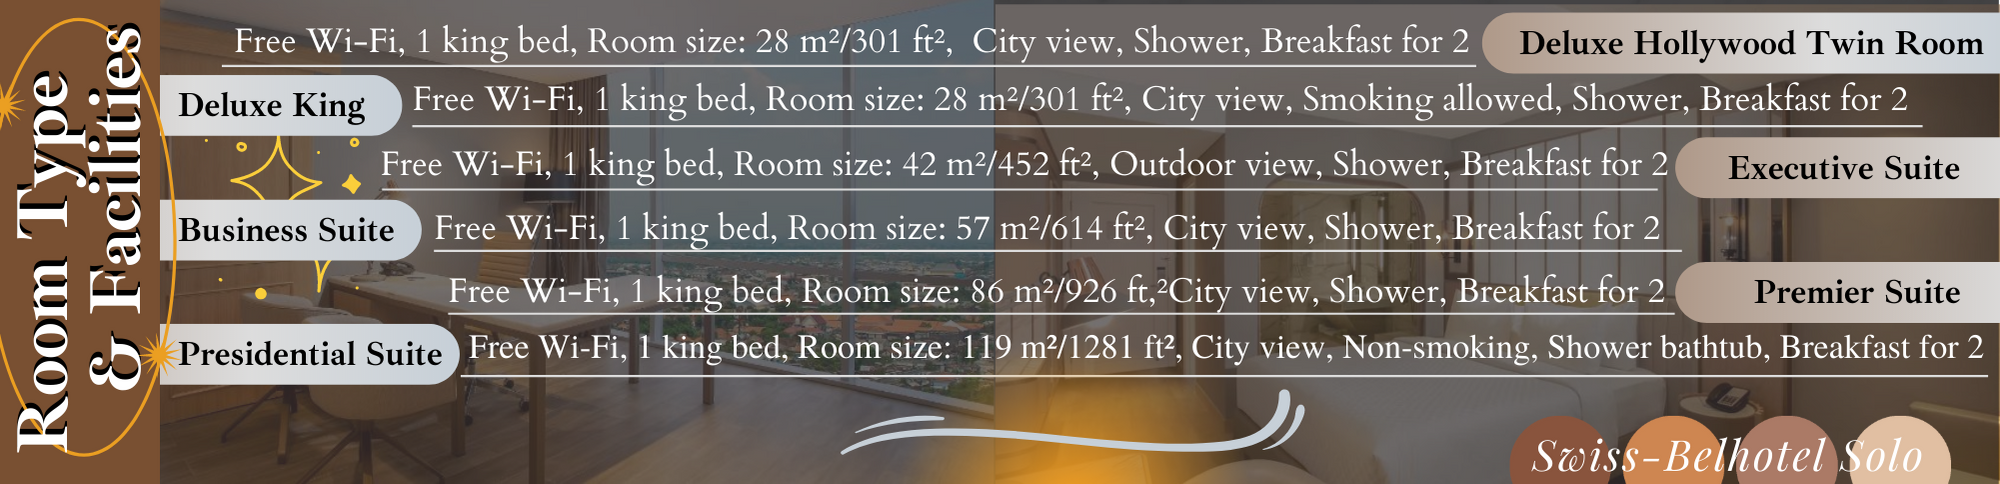 Room Type
& Facilities
Free Wi-Fi, 1 king bed, Room size: 28 m²/301 ft², City view, Shower, Breakfast for 2 Deluxe Hollywood Twin Room
Deluxe King Free Wi-Fi, 1 king bed, Room size: 28 m²/301 ft², City view, Smoking allowed, Shower, Breakfast for 2
Free Wi-Fi, 1 king bed, Room size: 42 m²/452 ft², Outdoor view, Shower, Breakfast for 2 Executive Suite
Business Suite Free Wi-Fi, 1 king bed, Room size: 57 m²/614 ft², City view, Shower, Breakfast for 2
Free Wi-Fi, 1 king bed, Room size: 86 m²/926 ft,²City view, Shower, Breakfast for 2 Premier Suite
Presidential Suite Free Wi-Fi, 1 king bed, Room size: 119 m²/1281 ft², City view, Non-smoking, Shower bathtub, Breakfast for 2
Swiss-Belhotel Solo